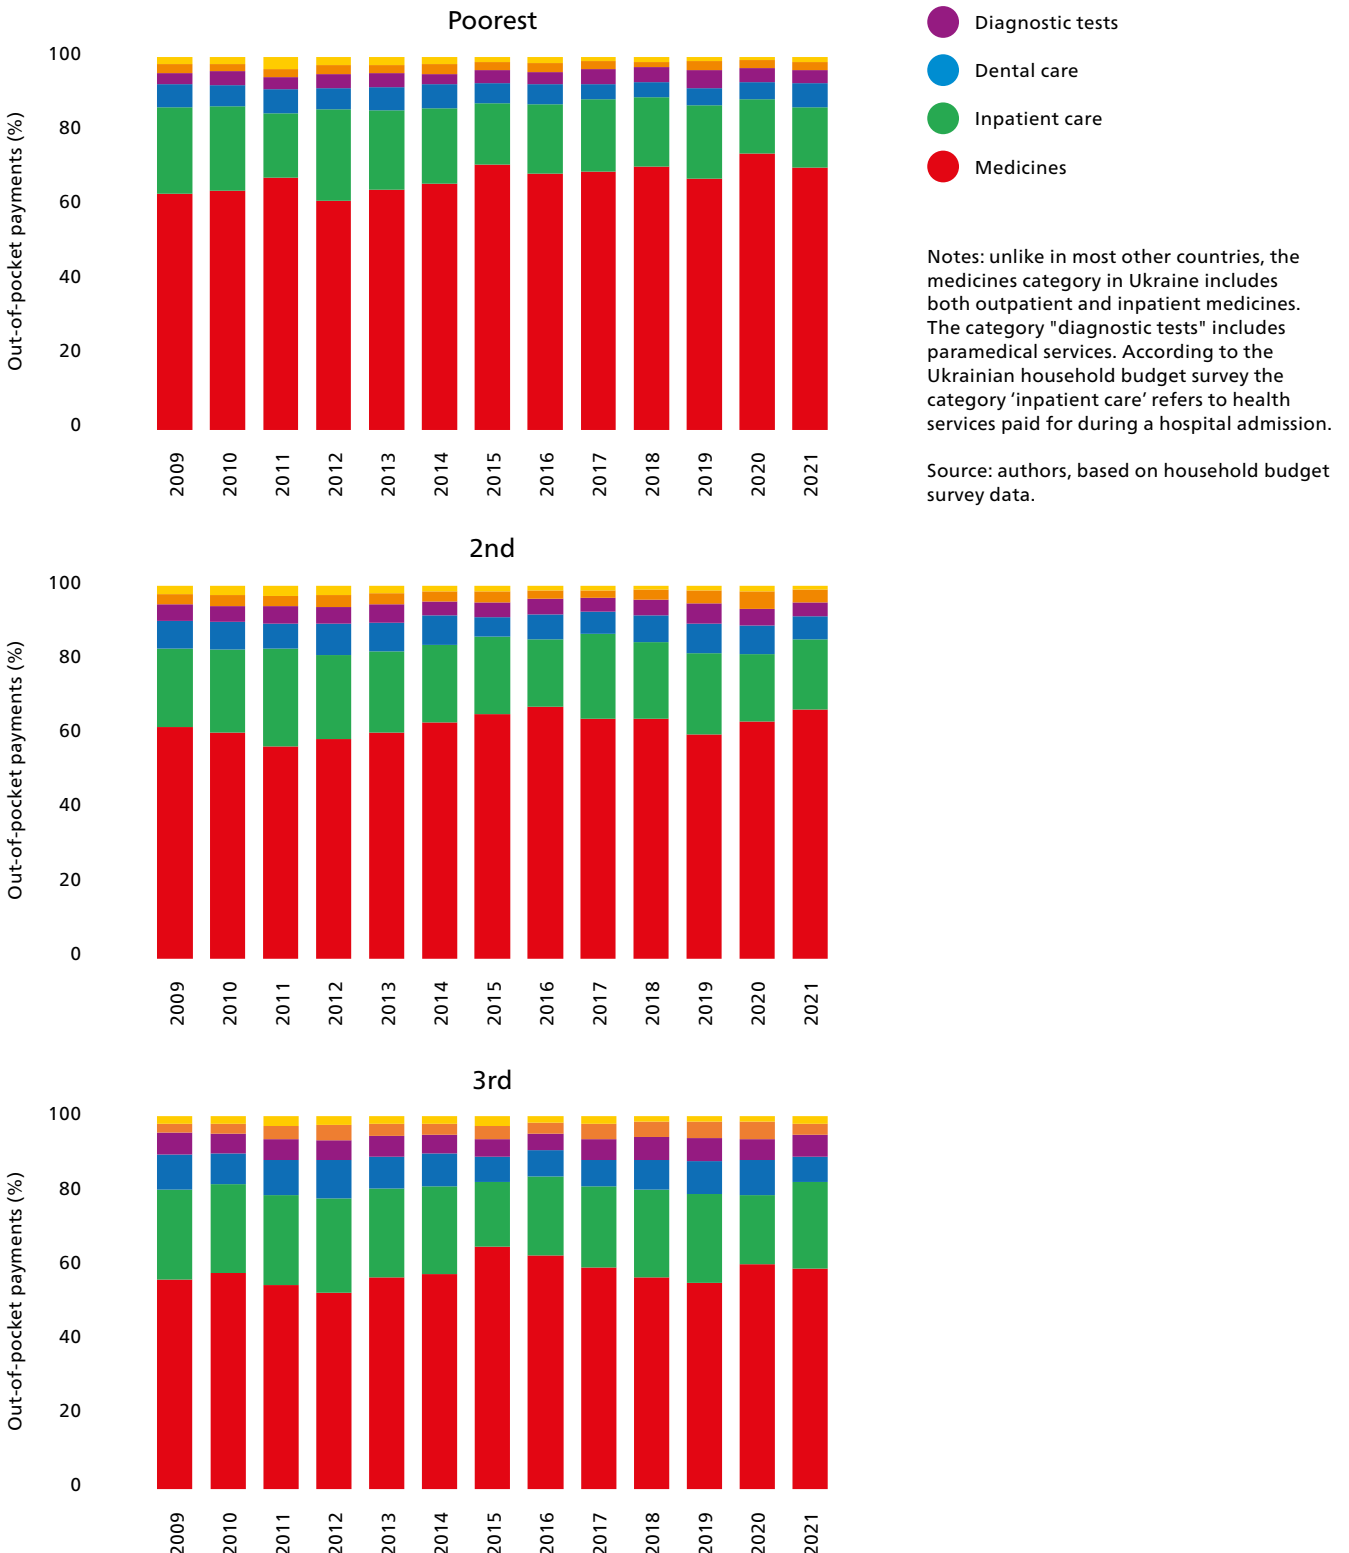 Poorest
Out-of-pocket payments (%)
100
80
60
40
20
0
2009 2010 2011 2012 2013 2014 2015 2016 2017 2018 2019 2020 2021
Diagnostic tests
Dental care
Inpatient care
Medicines
Notes: unlike in most other countries, the
medicines category in Ukraine includes
both outpatient and inpatient medicines.
The category "diagnostic tests" includes
paramedical services. According to the
Ukrainian household budget survey the
category ‘inpatient care’ refers to health
services paid for during a hospital admission.
Source: authors, based on household budget
survey data.
2nd
Out-of-pocket payments (%)
100
80
60
40
20
0
2009 2010 2011 2012 2013 2014 2015 2016 2017 2018 2019 2020 2021
3rd
Out-of-pocket payments (%)
100
80
60
40
20
0
2009 2010 2011 2012 2013 2014 2015 2016 2017 2018 2019 2020 2021